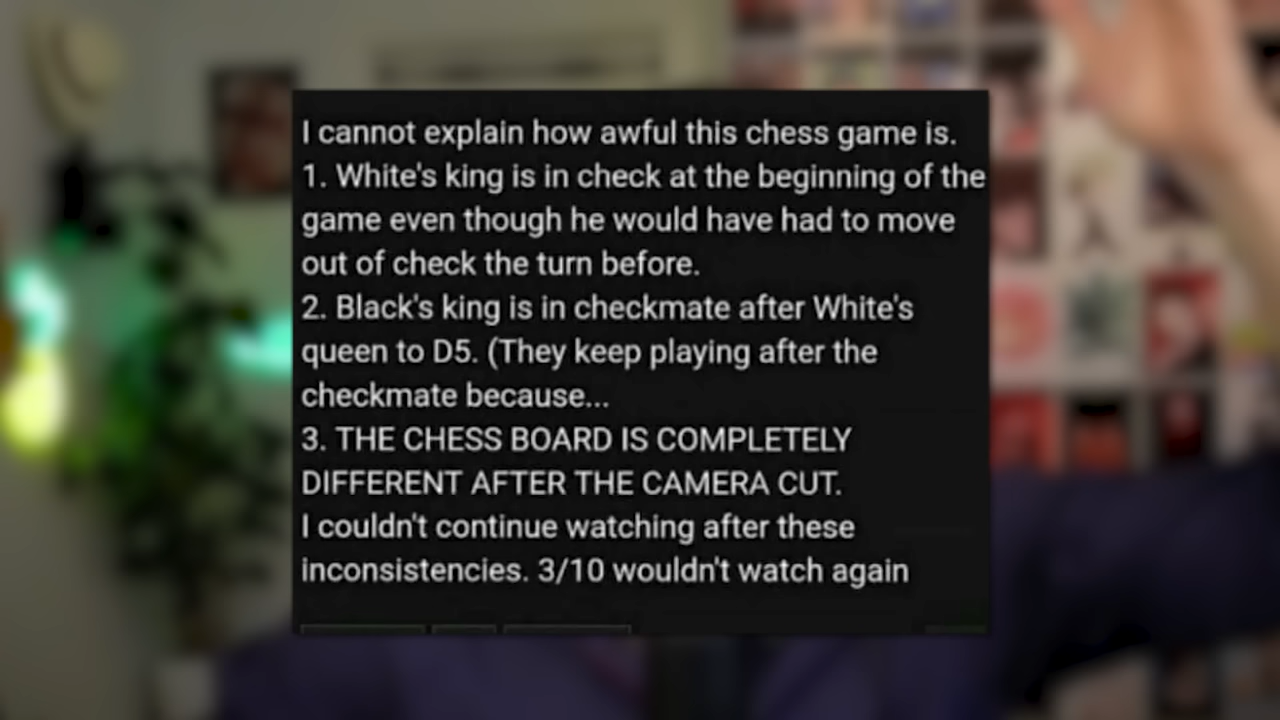 I cannot explain how awful this chess game is.
1. White's king is in check at the beginning of the
game even though he would have had to move
out of check the turn before.
2. Black's king is in checkmate after White's
queen to D5. (They keep playing after the
checkmate because...
3. THE CHESS BOARD IS COMPLETELY
DIFFERENT AFTER THE CAMERA CUT.
I couldn't continue watching after these
inconsistencies. 3/10 wouldn't watch again